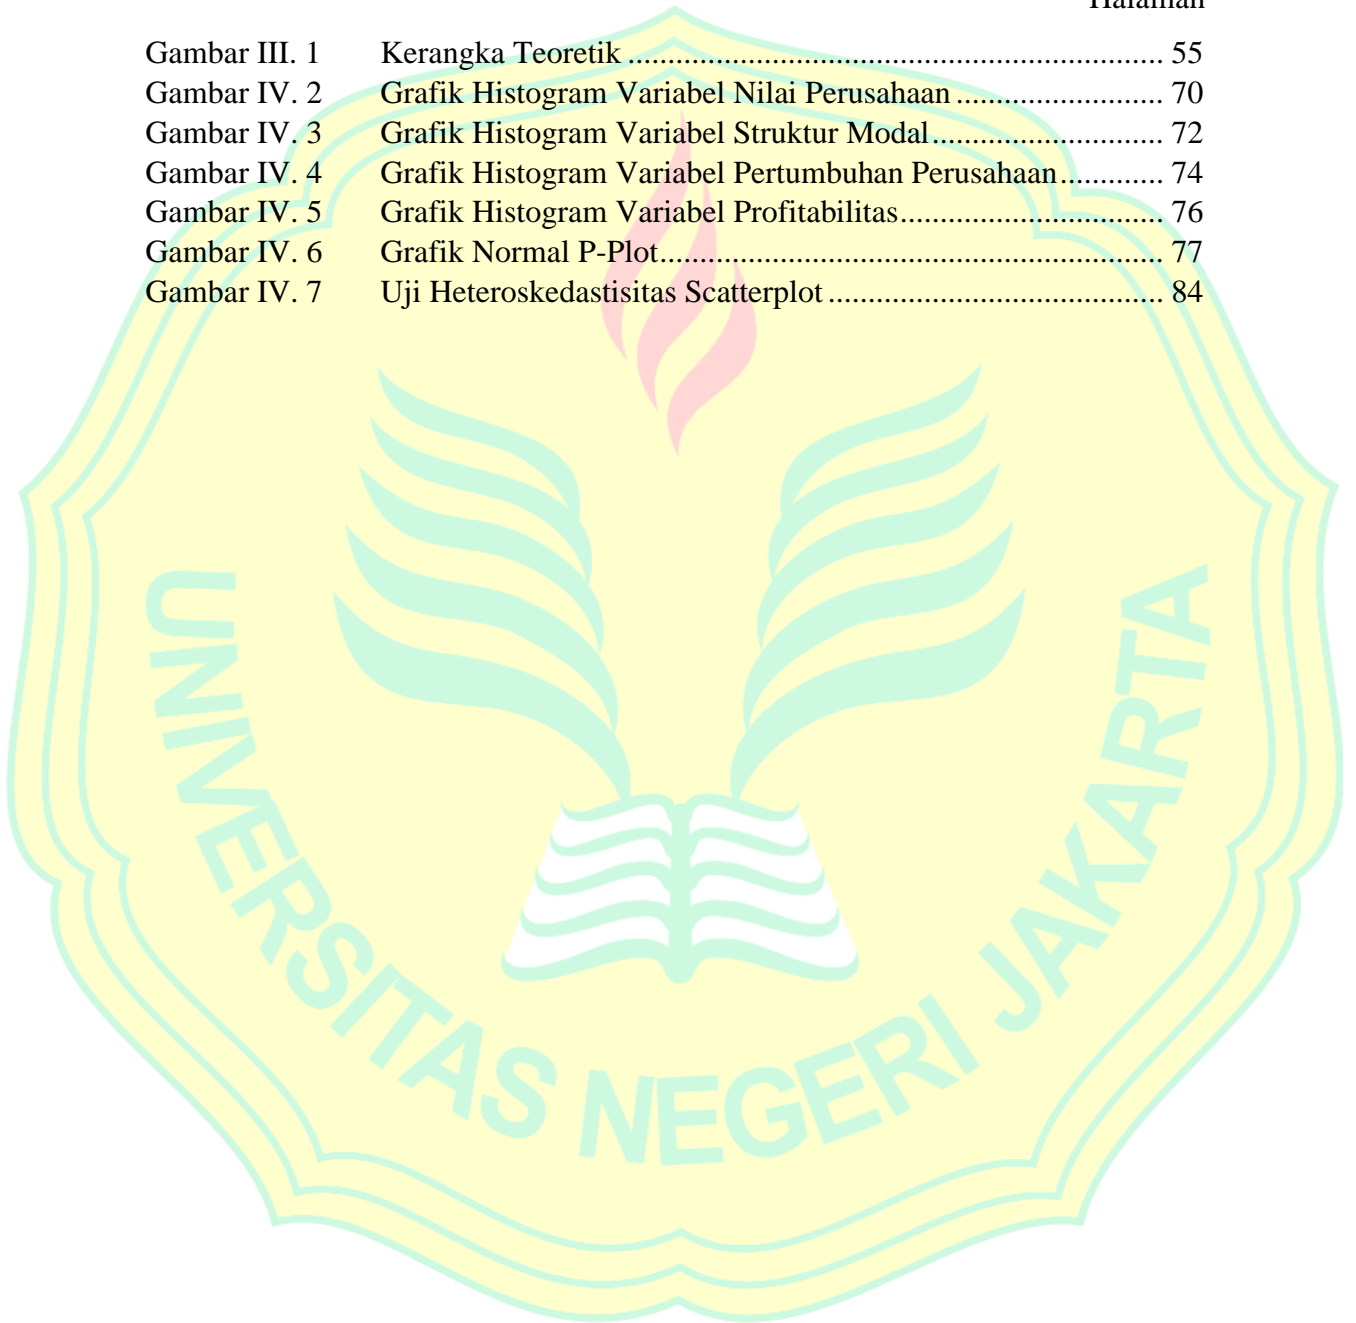 Halaman
Gambar III. 1 Kerangka Teoretik ................................................................... 55
Gambar IV. 2 Grafik Histogram Variabel Nilai Perusahaan .......................... 70
Gambar IV. 3 Grafik Histogram Variabel Struktur Modal............................. 72
Gambar IV. 4 Grafik Histogram Variabel Pertumbuhan Perusahaan............. 74
Gambar IV. 5 Grafik Histogram Variabel Profitabilitas................................. 76
Gambar IV. 6 Grafik Normal P-Plot............................................................... 77
Gambar IV. 7 Uji Heteroskedastisitas Scatterplot .......................................... 84
UNIVERSITAS NEGERI JAKARTA